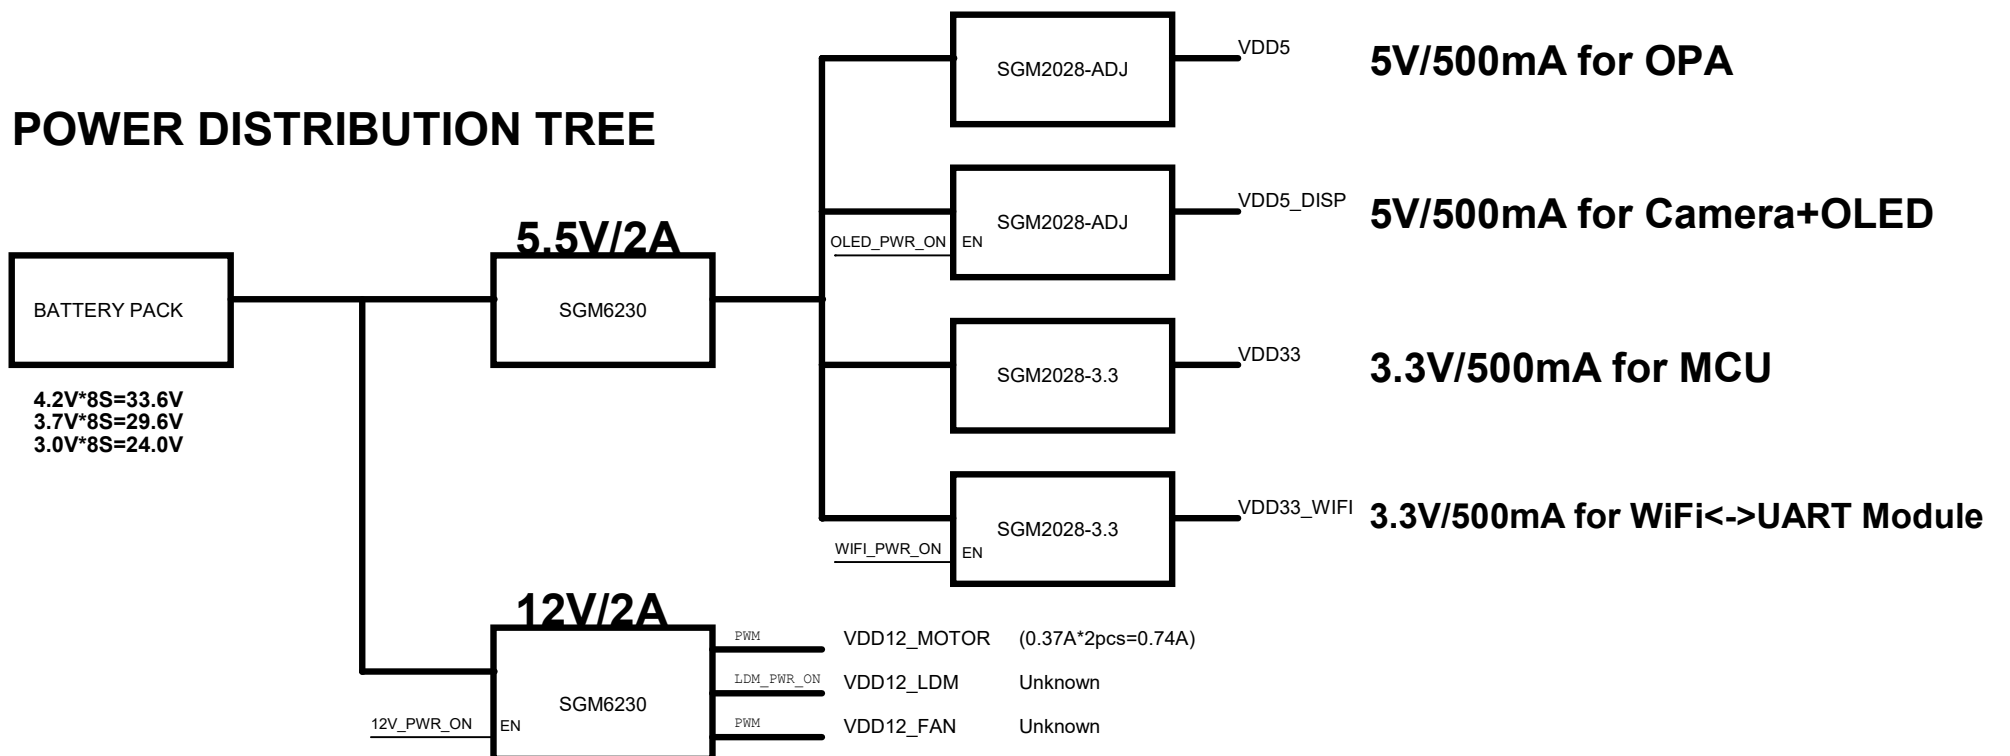 POWER DISTRIBUTION TREE
BATTERY PACK
4.2V*8S=33.6V
3.7V*8S=29.6V
3.0V*8S=24.0V
5.5V/2A
SGM6230
SGM2028-ADJ
VDD5
5V/500mA for OPA
OLED_PWR_ON
EN
SGM2028-ADJ
VDD5_DISP
5V/500mA for Camera+OLED
SGM2028-3.3
VDD33
3.3V/500mA for MCU
WIFI_PWR_ON
EN
SGM2028-3.3
VDD33_WIFI
3.3V/500mA for WiFi<->UART Module
12V/2A
12V_PWR_ON
EN
SGM6230
PWM
VDD12_MOTOR (0.37A*2pcs=0.74A)
LDM_PWR_ON
VDD12_LDM Unknown
PWM
VDD12_FAN Unknown